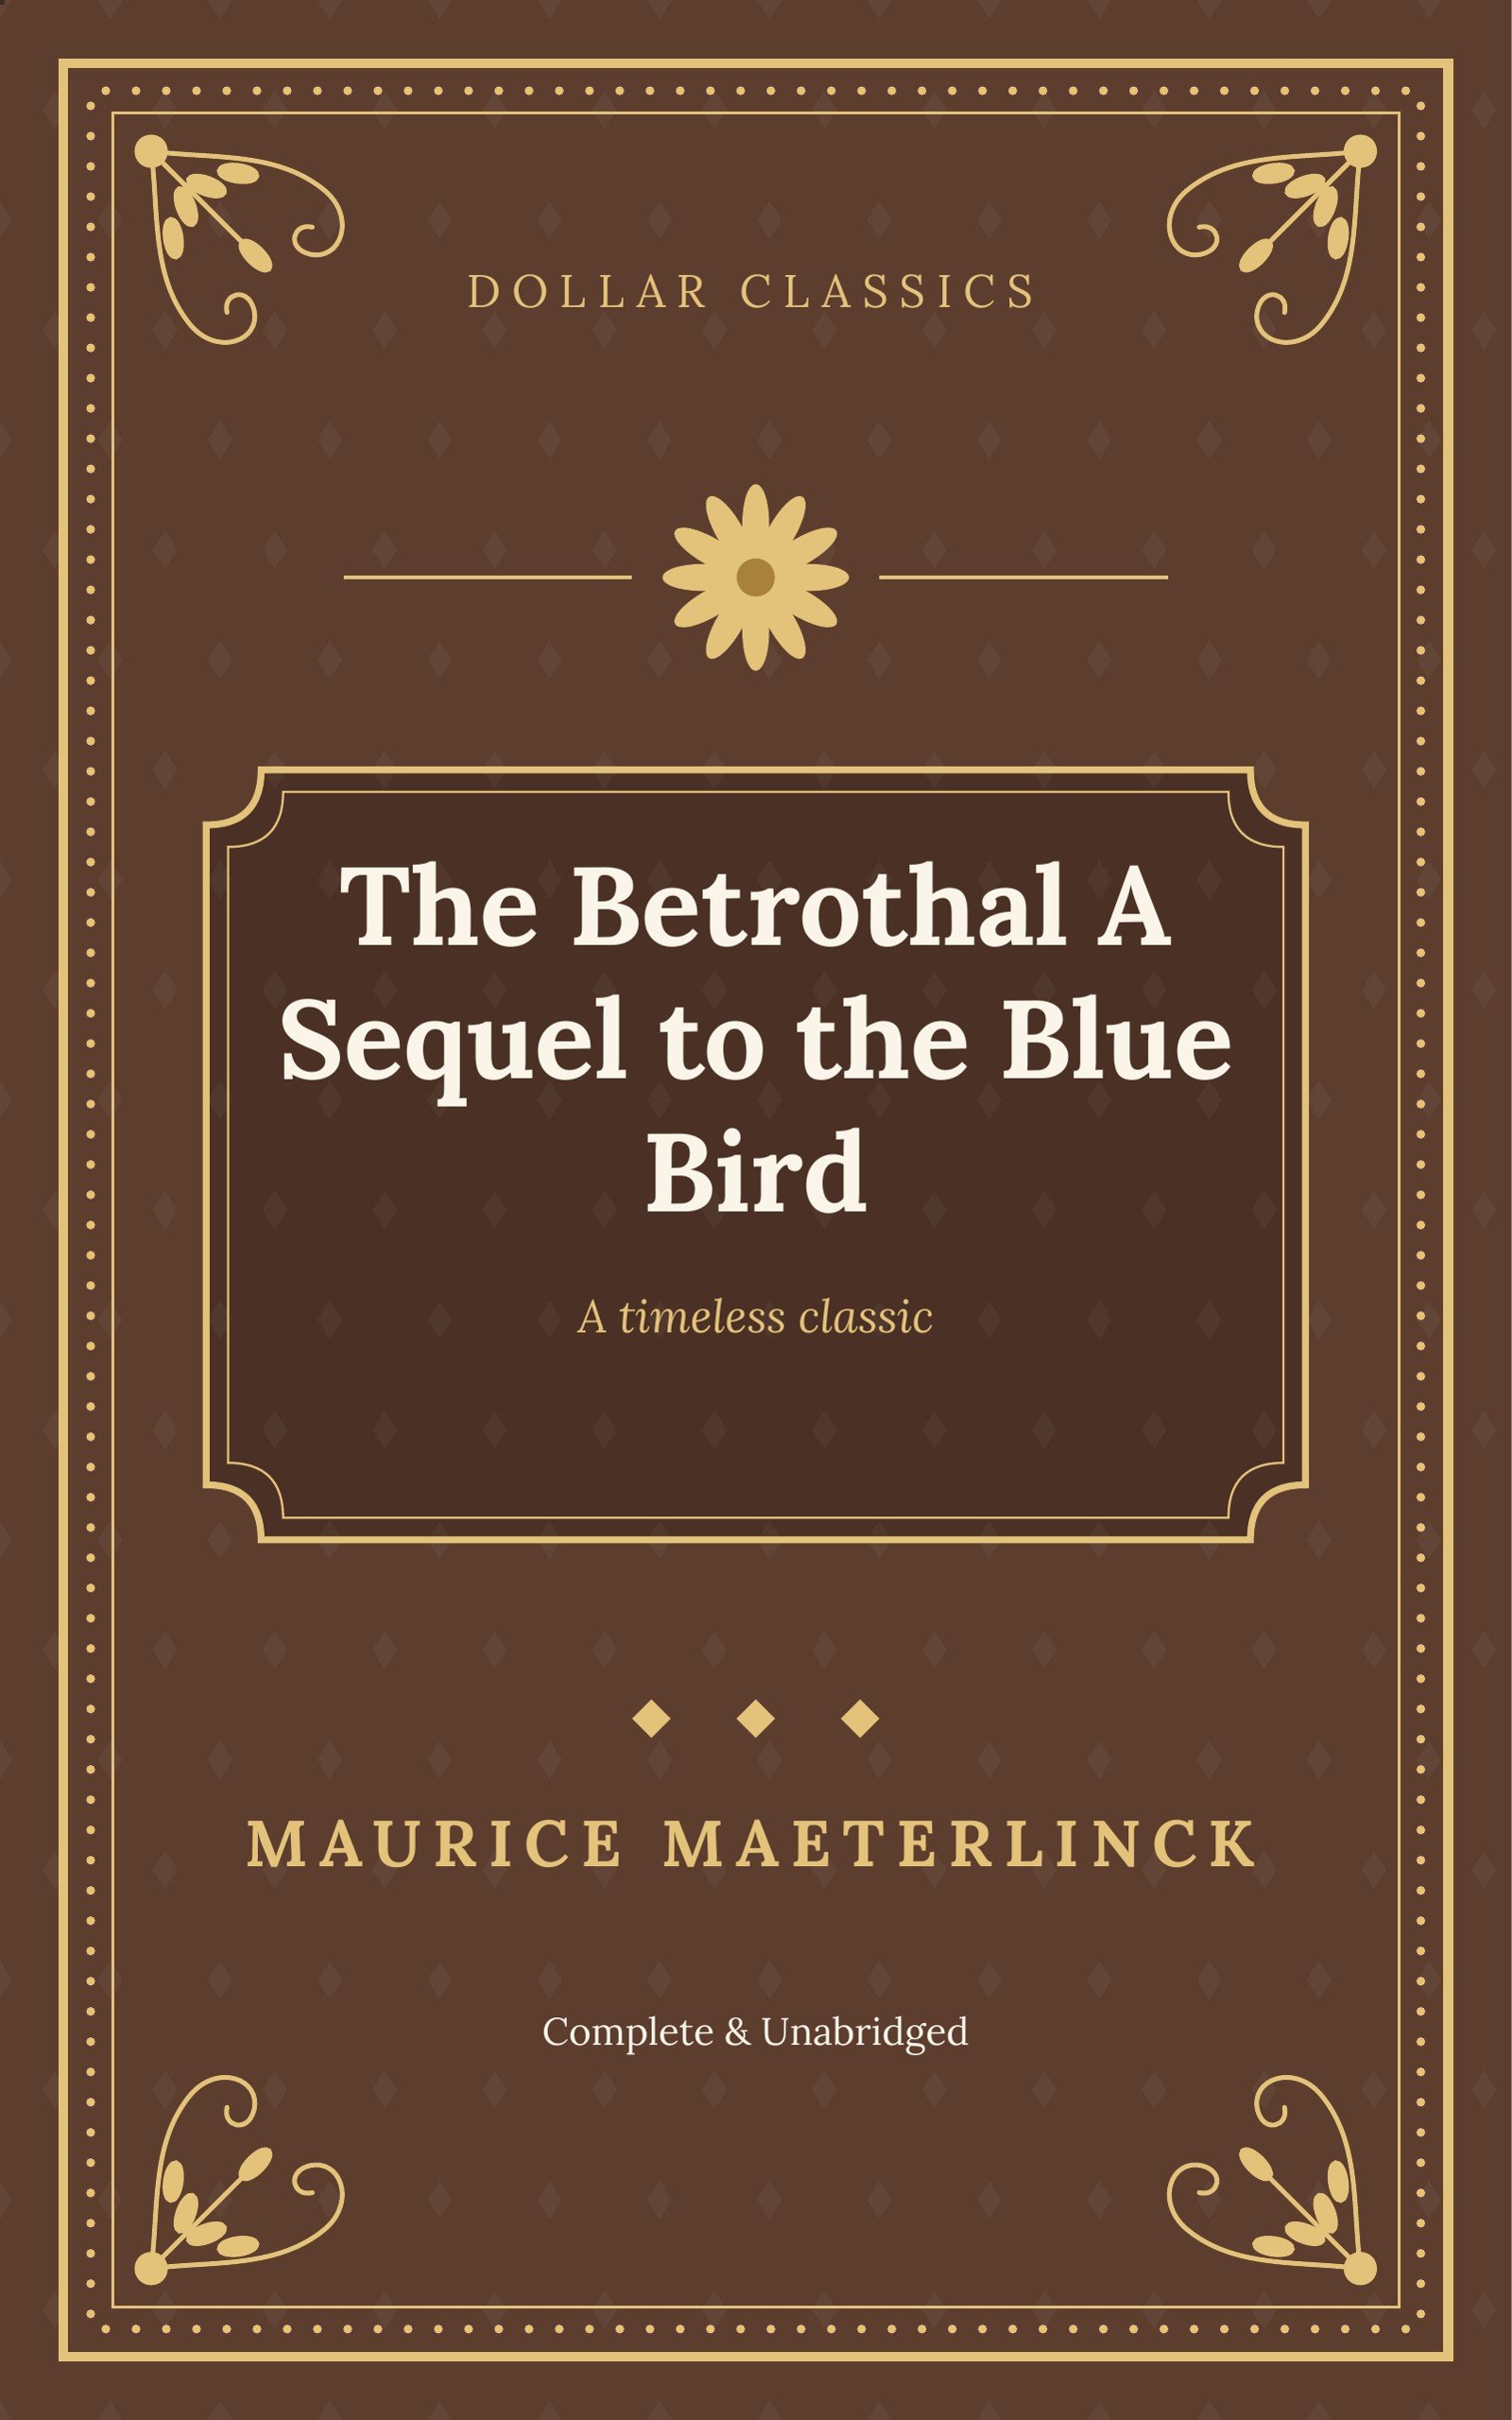 DOLLAR CLASSICS
The Betrothal A
Sequel to the Blue
Bird
A timeless classic
MAURICE MAETERLINCK
Complete & Unabridged